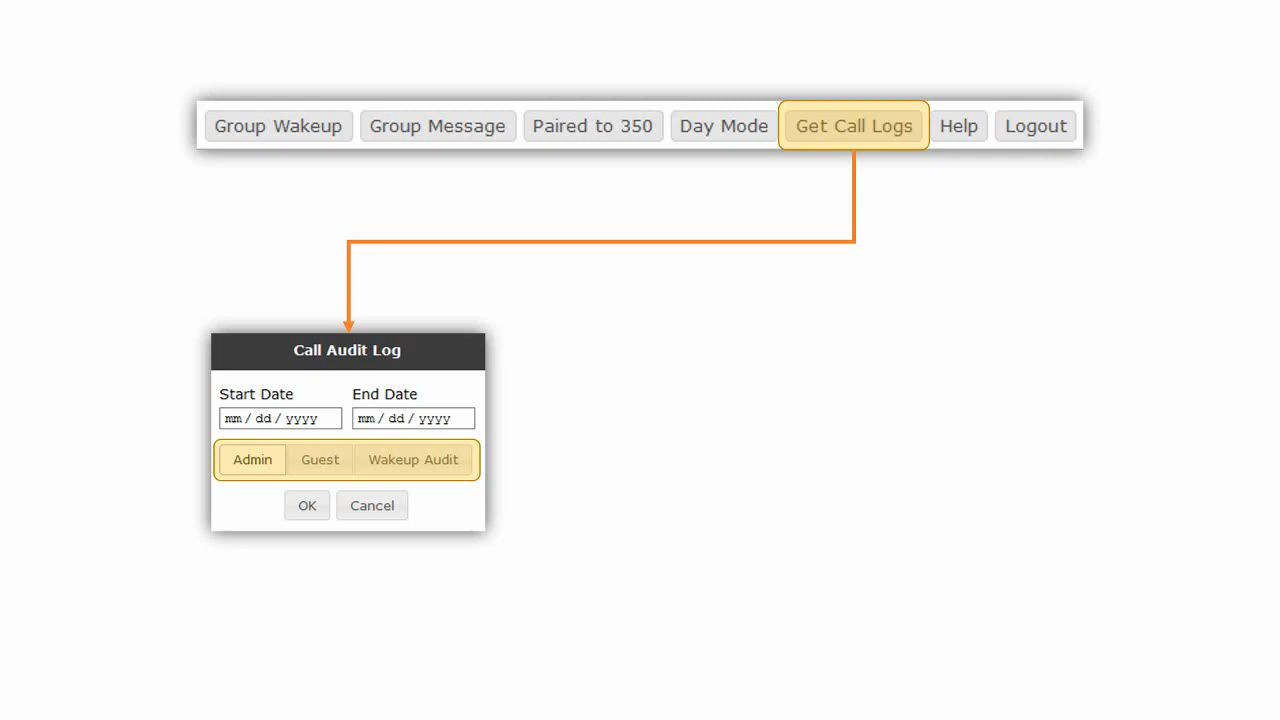 Group Wakeup Group Message Paired to 350 Day Mode Get Call Logs Help Logout
Call Audit Log
Start Date End Date
mm / dd / yyyy mm / dd / yyyy
Admin Guest Wakeup Audit
OK Cancel